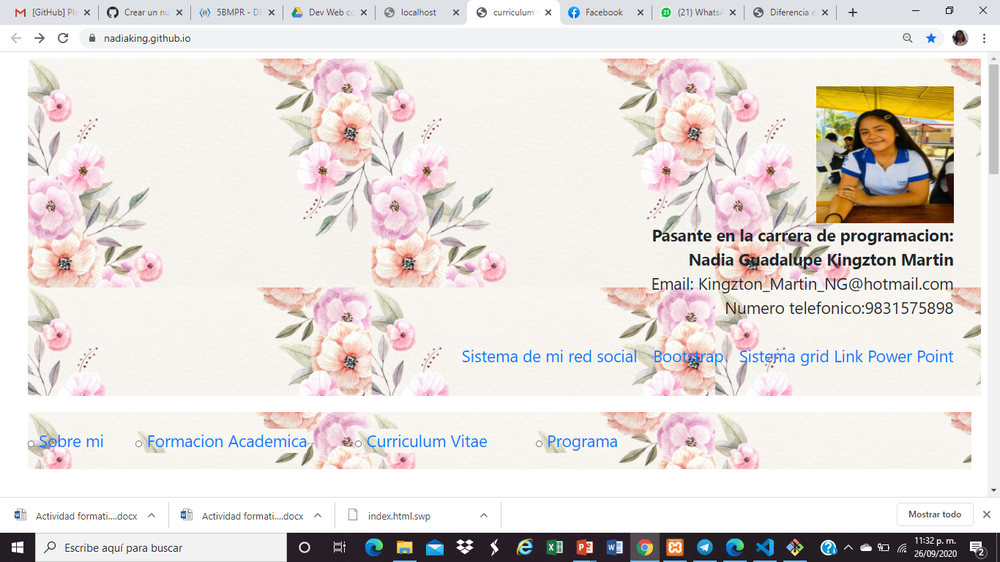 [GitHub] Ple
Crear un nu
5BMPR - DE
Dev Web co
localhost
curriculum v
Facebook
(21) WhatsA
Diferencia e
nadiaking.github.io
Pasante en la carrera de programacion:
Nadia Guadalupe Kingzton Martin
Email: Kingzton_Martin_NG@hotmail.com
Numero telefonico:9831575898
Sistema de mi red social Bootstrap Sistema grid Link Power Point
Sobre mi Formacion Academica Curriculum Vitae Programa
Actividad formati....docx
Actividad formati....docx
index.html.swp
Mostrar todo
Escribe aquí para buscar
11:32 p. m.
26/09/2020
2